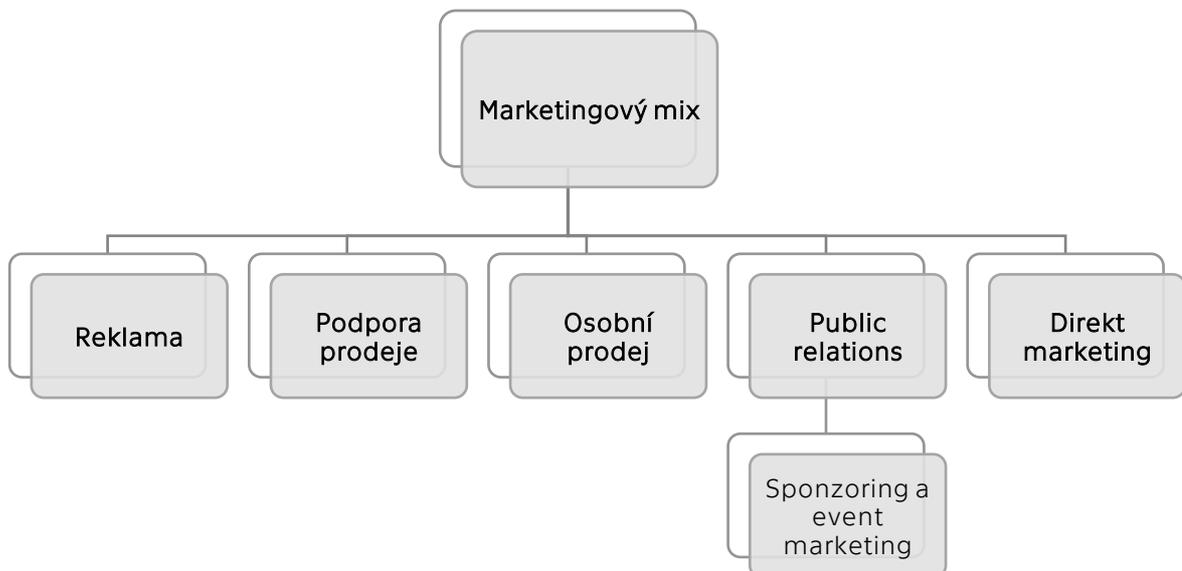 Marketingový mix
Reklama
Podpora
prodeje
Osobní
prodej
Public
relations
Direkt
marketing
Sponzoring a
event
marketing